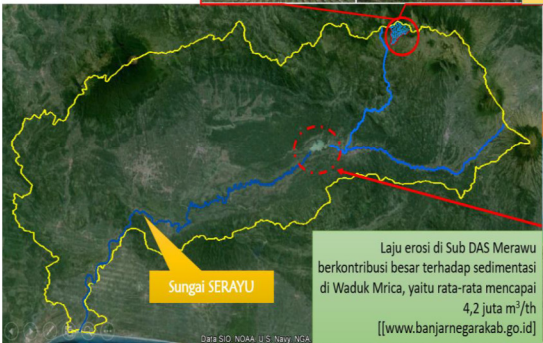 Sungai SERAYU
Laju erosi di Sub DAS Merawu
berkontribusi besar terhadap sedimentasi
di Waduk Mrica, yaitu rata-rata mencapai
4,2 juta m³/th
[[www.banjarnegarakab.go.id]
Data SIO, NOAA, U.S. Navy, NGA,